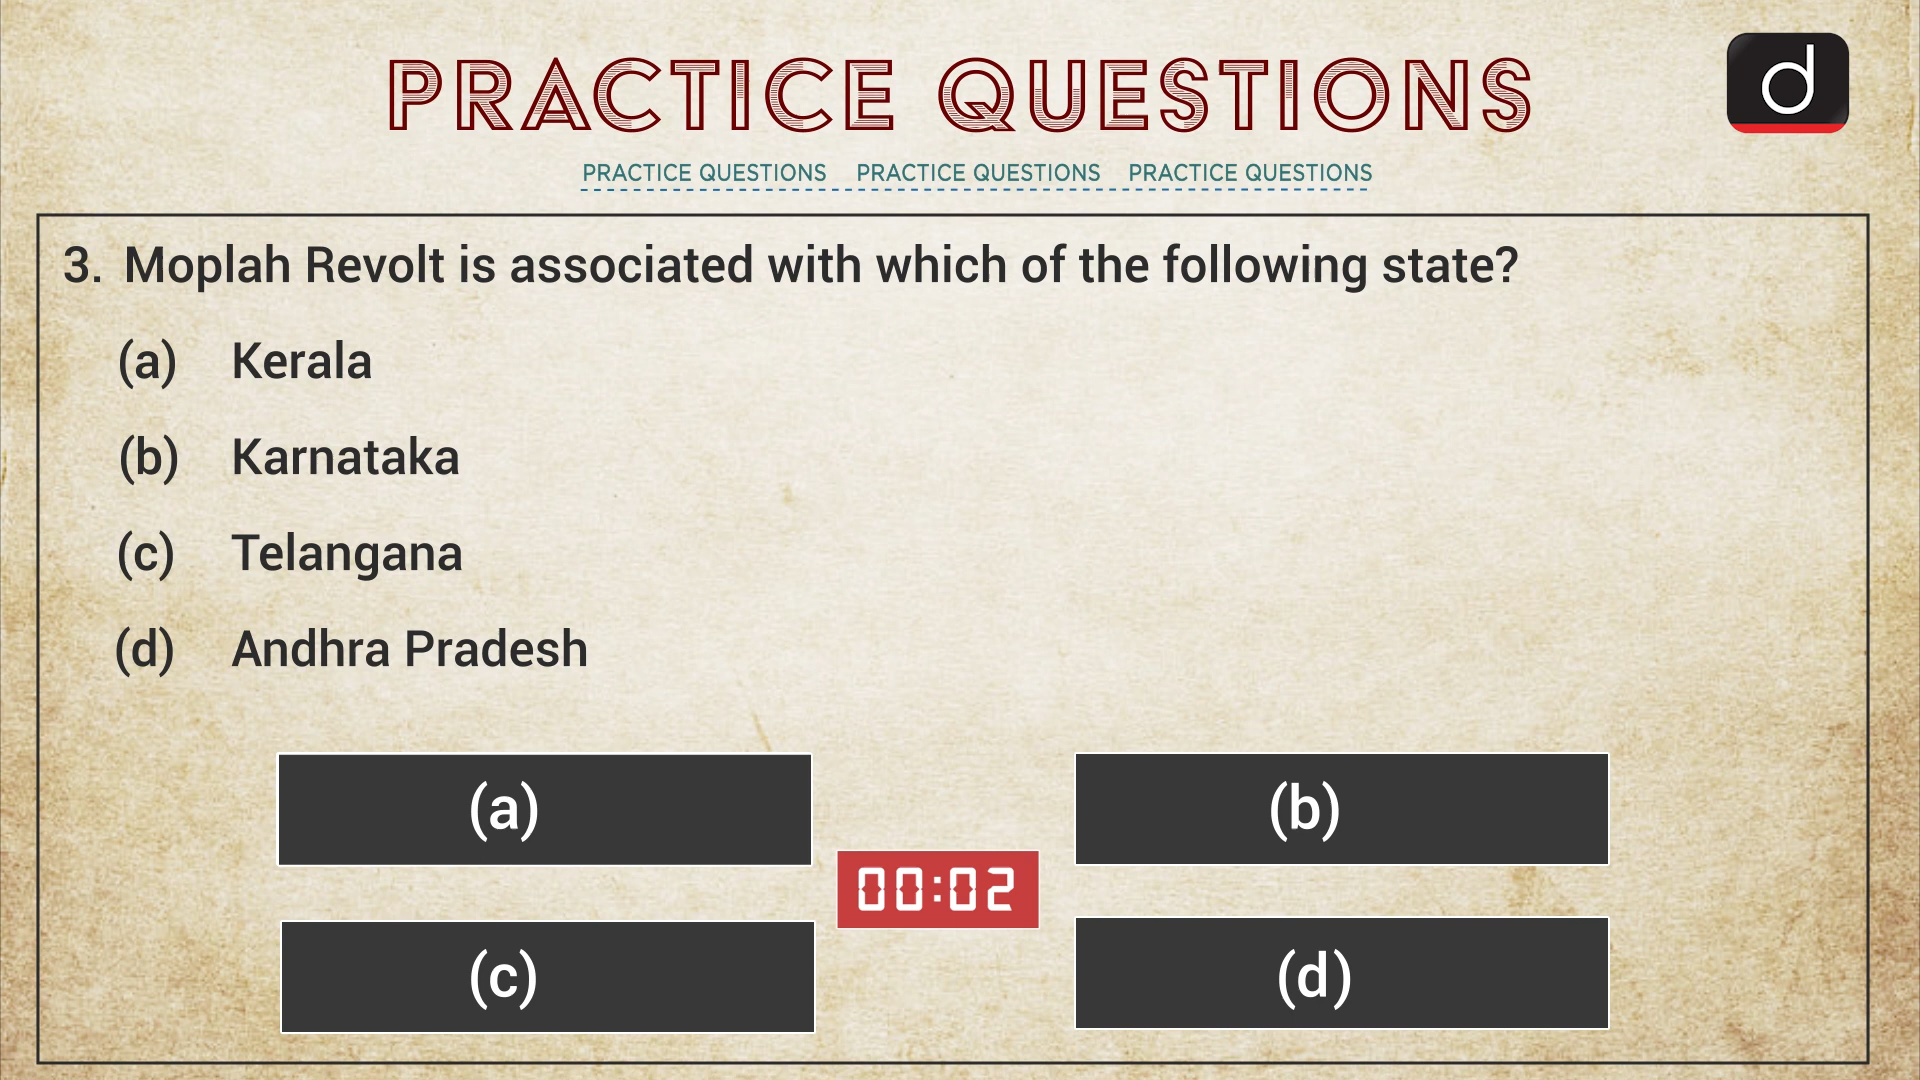 PRACTICE QUESTIONS
PRACTICE QUESTIONS PRACTICE QUESTIONS PRACTICE QUESTIONS
d
3. Moplah Revolt is associated with which of the following state?
(a) Kerala
(b) Karnataka
(c) Telangana
(d) Andhra Pradesh
(a) (b)
00:02
(c) (d)